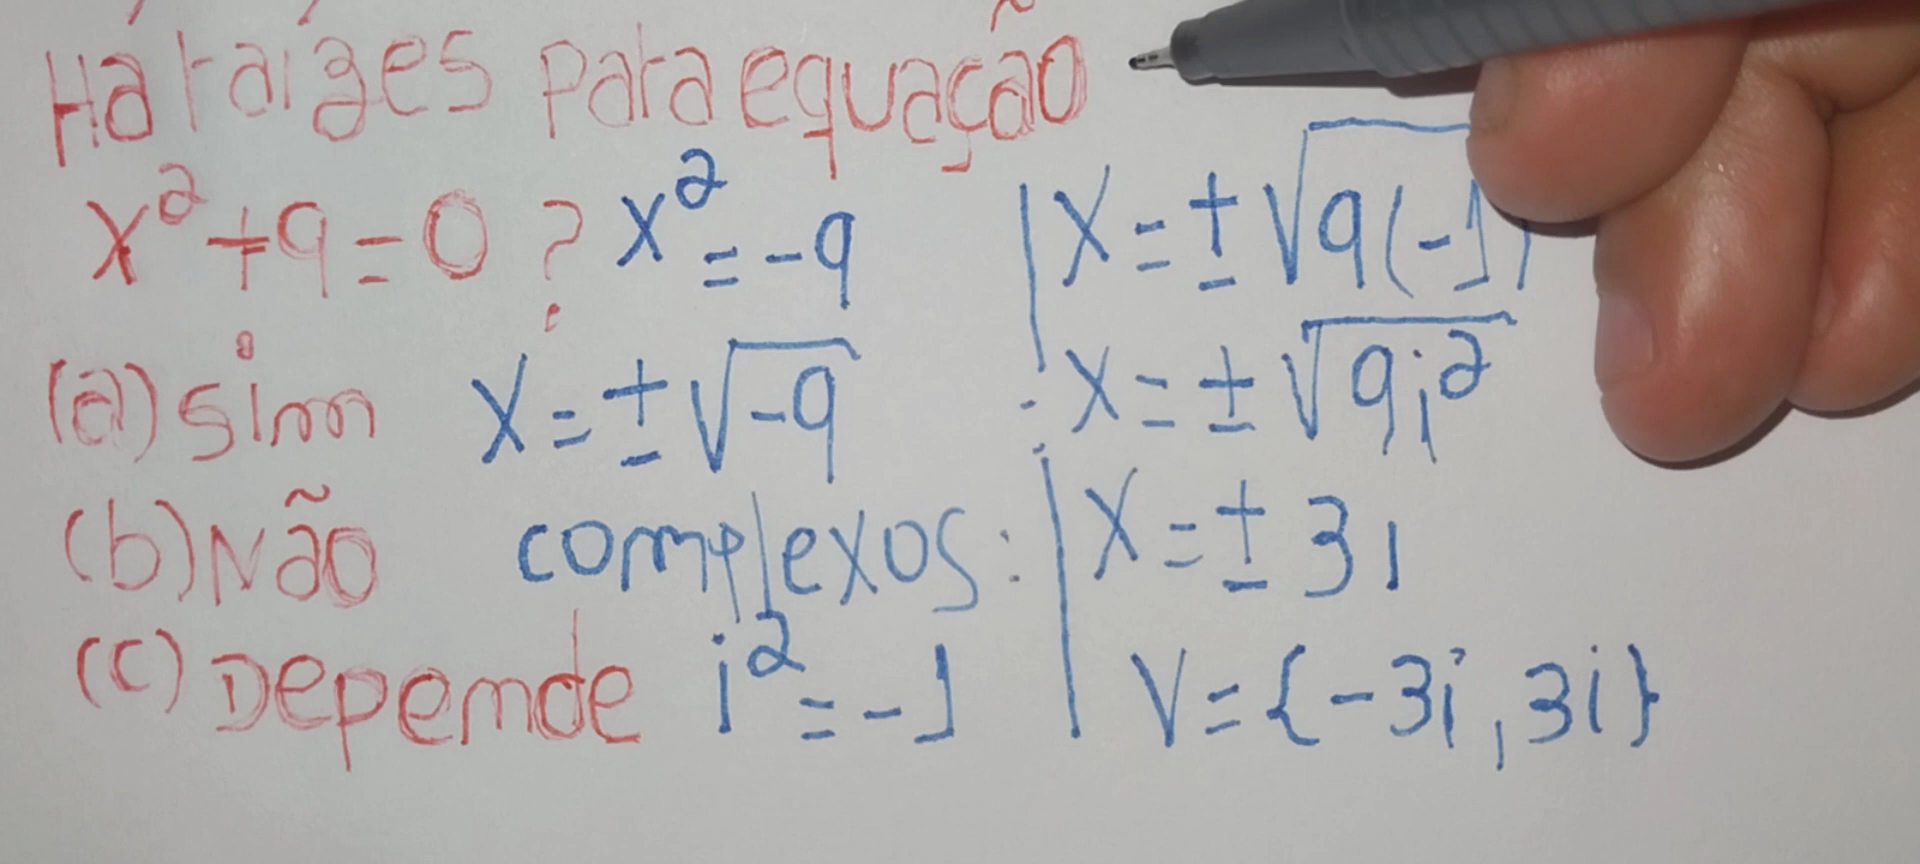 Há raízes para equação
x² + 9 = 0 ?
(a) sim
(b) Não
(c) Depende
x² = -9
x = ± √-9
complexos:
i² = -1
x = ± √9(-1)
x = ± √9i²
x = ± 3i
V = {-3i, 3i}